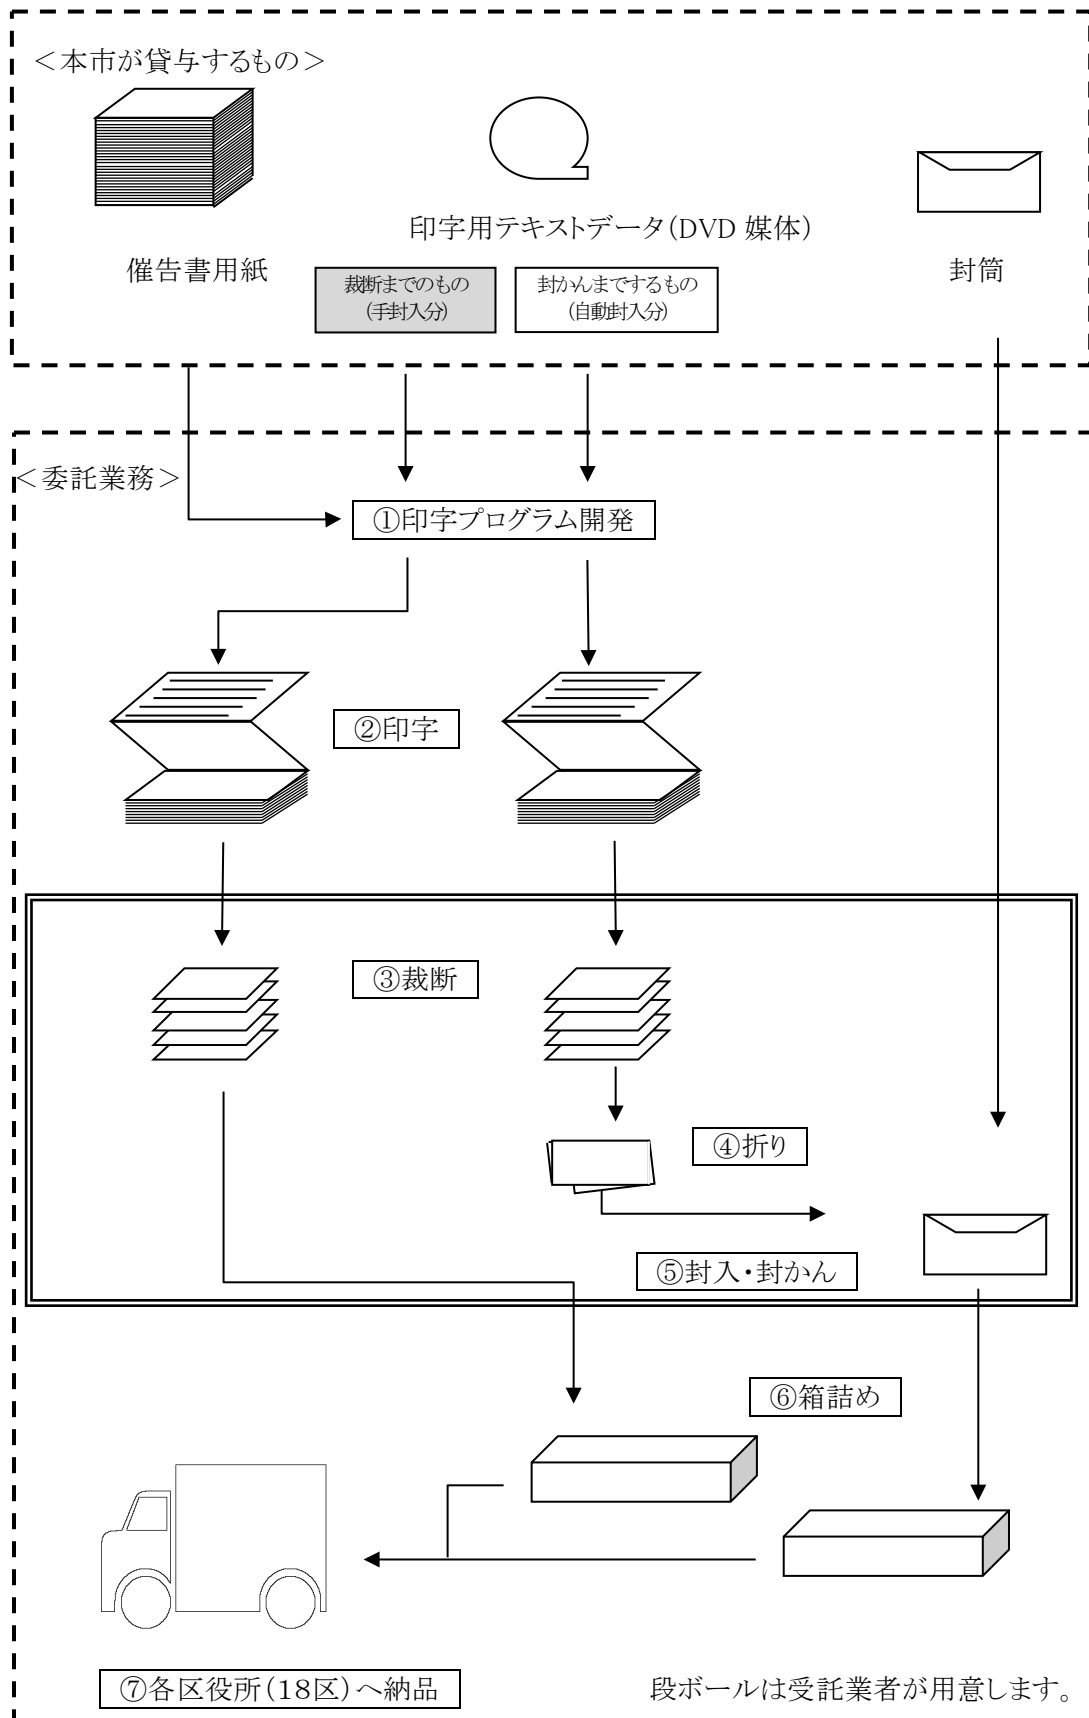 ＜本市が貸与するもの＞
印字用テキストデータ（DVD 媒体）
催告書用紙
封筒
裁断までのもの
（手封入分）
封かんまでするもの
（自動封入分）
＜委託業務＞
①印字プログラム開発
②印字
③裁断
④折り
⑤封入・封かん
⑥箱詰め
⑦各区役所（18区）へ納品
段ボールは受託業者が用意します。